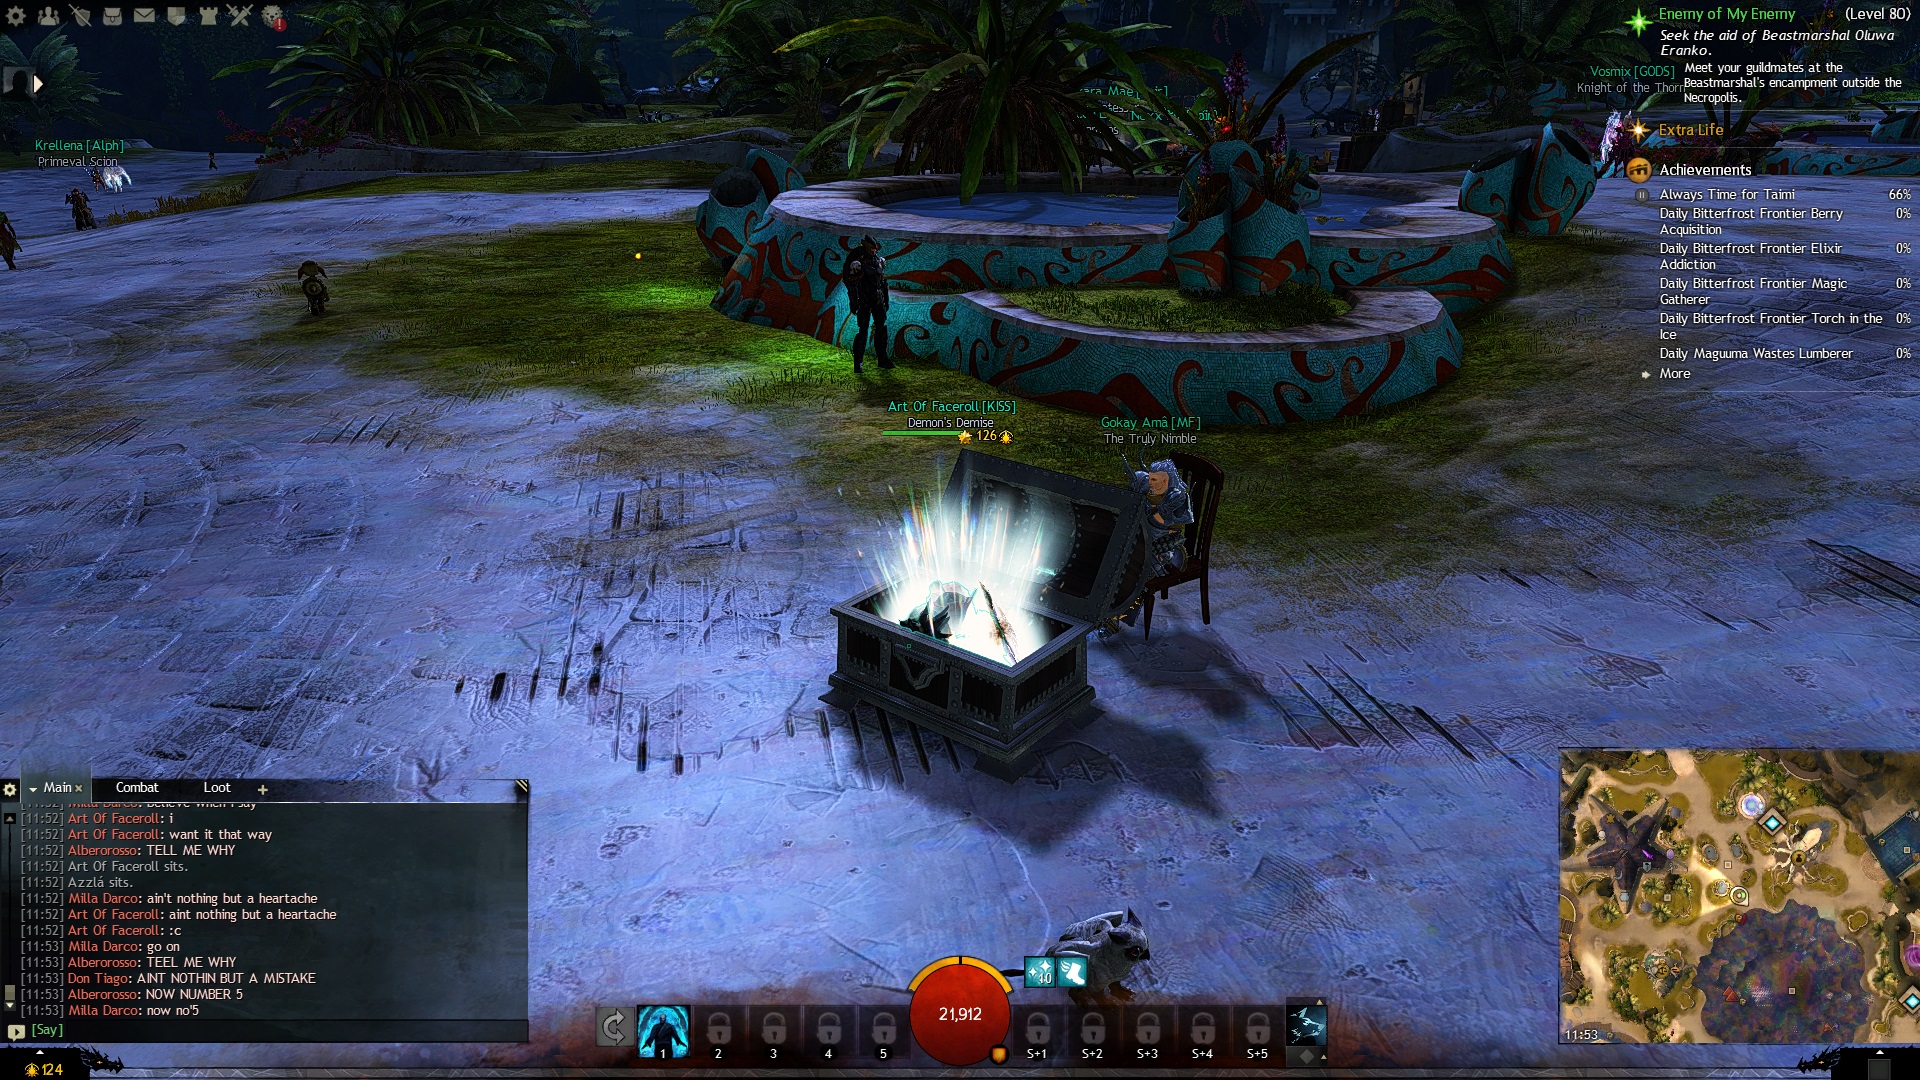 Enemy of My Enemy (Level 80)
Seek the aid of Beastmarshal Oluwa
Eranko.
Meet your guildmates at the
Beastmarshal's encampment outside the
Necropolis.
Vosmix [GODS]
Knight of the Thorn
Extra Life
Achievements
Always Time for Taimi 66%
Daily Bitterfrost Frontier Berry 0%
Acquisition
Daily Bitterfrost Frontier Elixir 0%
Addiction
Daily Bitterfrost Frontier Magic 0%
Gatherer
Daily Bitterfrost Frontier Torch in the 0%
Ice
Daily Maguuma Wastes Lumberer 0%
More
Krellena [Alph]
Primeval Scion
Art Of Faceroll [KISS]
Demon's Demise
126
Gokay Amâ [MF]
The Truly Nimble
Main × Combat Loot +
[11:52] Milla Darco: believe when i say
[11:52] Art Of Faceroll: i
[11:52] Art Of Faceroll: want it that way
[11:52] Alberorosso: TELL ME WHY
[11:52] Art Of Faceroll sits.
[11:52] Azzlá sits.
[11:52] Milla Darco: ain't nothing but a heartache
[11:52] Art Of Faceroll: aint nothing but a heartache
[11:52] Art Of Faceroll: :c
[11:53] Milla Darco: go on
[11:53] Alberorosso: TEEL ME WHY
[11:53] Don Tiago: AINT NOTHIN BUT A MISTAKE
[11:53] Alberorosso: NOW NUMBER 5
[11:53] Milla Darco: now no'5
[Say]
124
1 2 3 4 5
21,912
40
S+1 S+2 S+3 S+4 S+5
11:53